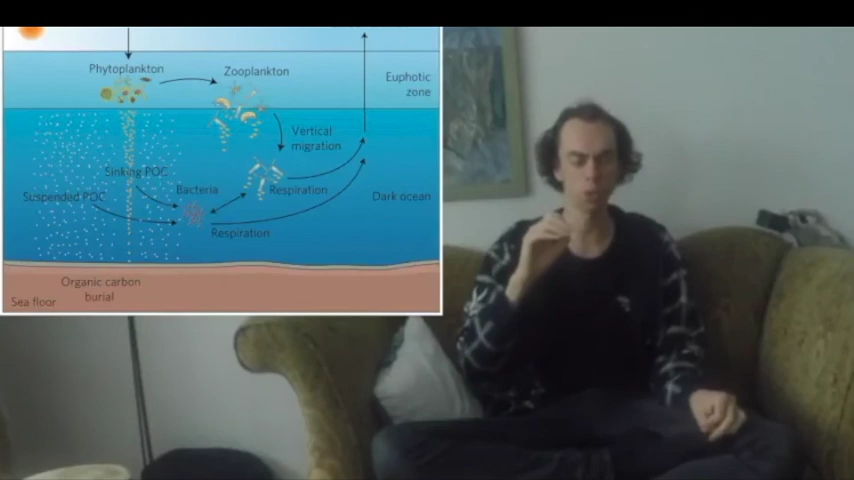 Phytoplankton
Zooplankton
Euphotic
zone
Vertical
migration
Sinking POC
Suspended POC
Bacteria
Respiration
Dark ocean
Respiration
Organic carbon
burial
Sea floor